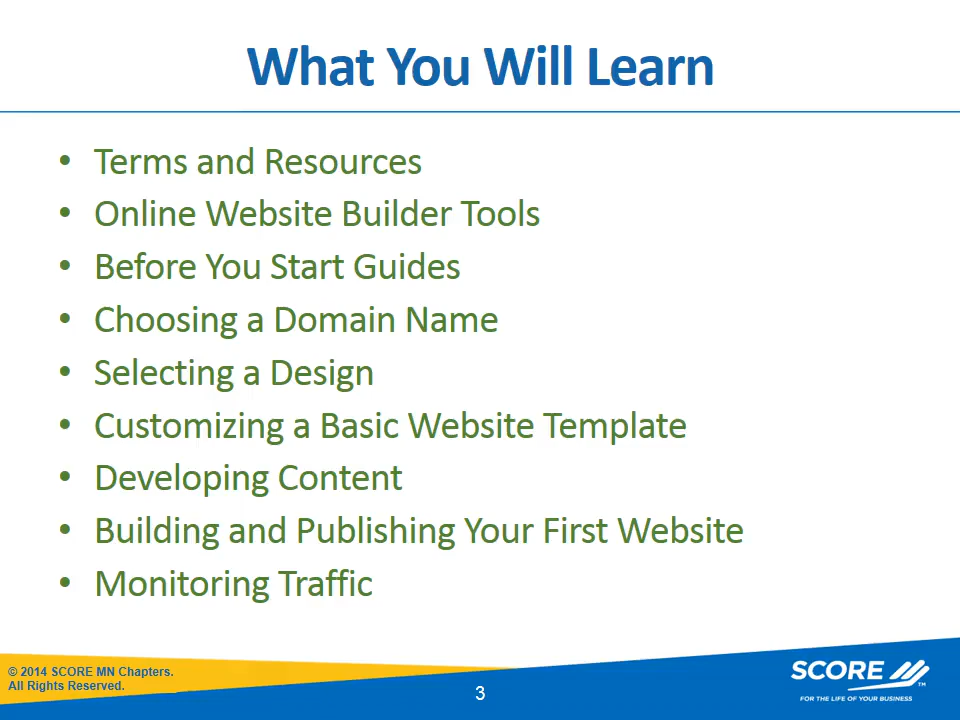 What You Will Learn
• Terms and Resources
• Online Website Builder Tools
• Before You Start Guides
• Choosing a Domain Name
• Selecting a Design
• Customizing a Basic Website Template
• Developing Content
• Building and Publishing Your First Website
• Monitoring Traffic
© 2014 SCORE MN Chapters.
All Rights Reserved.
3
SCORE TM
FOR THE LIFE OF YOUR BUSINESS